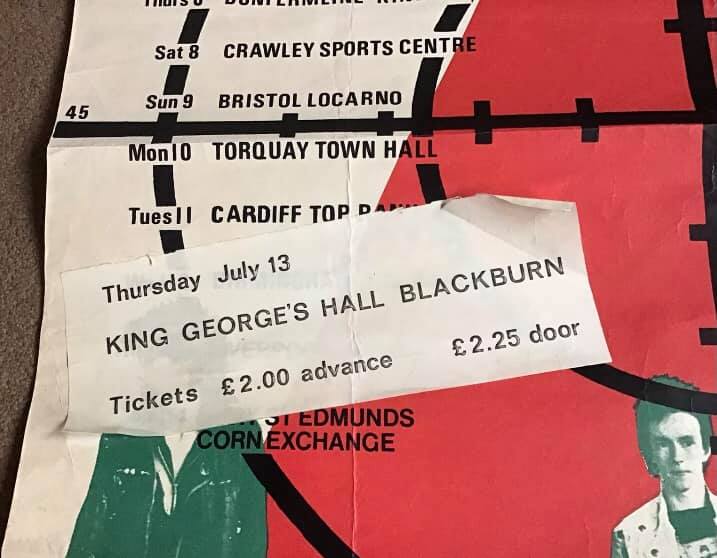 Sat 8 CRAWLEY SPORTS CENTRE
45
Sun 9 BRISTOL LOCARNO
Mon 10 TORQUAY TOWN HALL
Tues 11 CARDIFF TOP
Thursday July 13
KING GEORGE'S HALL BLACKBURN
Tickets £2.00 advance £2.25 door
ST EDMUNDS
CORN EXCHANGE